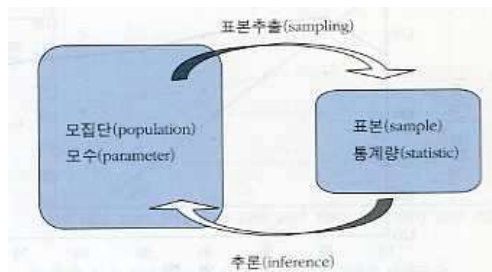 표본추출(sampling)
모집단(population)
모수(parameter)
표본(sample)
통계량(statistic)
추론(inference)